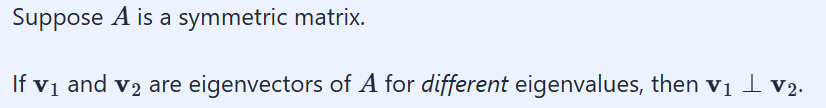 Suppose A is a symmetric matrix.
If v₁ and v₂ are eigenvectors of A for different eigenvalues, then v₁ ⊥ v₂.